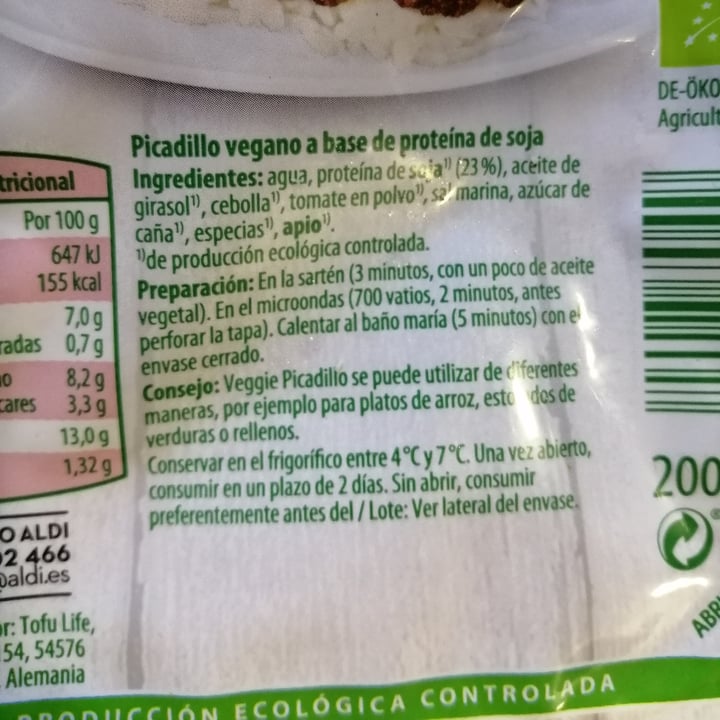 Picadillo vegano a base de proteína de soja
Ingredientes: agua, proteína de soja¹⁾ (23 %), aceite de
girasol¹⁾, cebolla¹⁾, tomate en polvo¹⁾, sal marina, azúcar de
caña¹⁾, especias¹⁾, apio¹⁾.
¹⁾de producción ecológica controlada.
Preparación: En la sartén (3 minutos, con un poco de aceite
vegetal). En el microondas (700 vatios, 2 minutos, antes
perforar la tapa). Calentar al baño maría (5 minutos) con el
envase cerrado.
Consejo: Veggie Picadillo se puede utilizar de diferentes
maneras, por ejemplo para platos de arroz, estofados de
verduras o rellenos.
Conservar en el frigorífico entre 4 °C y 7 °C. Una vez abierto,
consumir en un plazo de 2 días. Sin abrir, consumir
preferentemente antes del / Lote: Ver lateral del envase.
tricional
Por 100 g
647 kJ
155 kcal
7,0 g
radas 0,7 g
8,2 g
cares 3,3 g
13,0 g
1,32 g
O ALDI
02 466
@aldi.es
or: Tofu Life,
54, 54576
Alemania
DE-ÖKO
Agricult
200
ABRI
PRODUCCIÓN ECOLÓGICA CONTROLADA